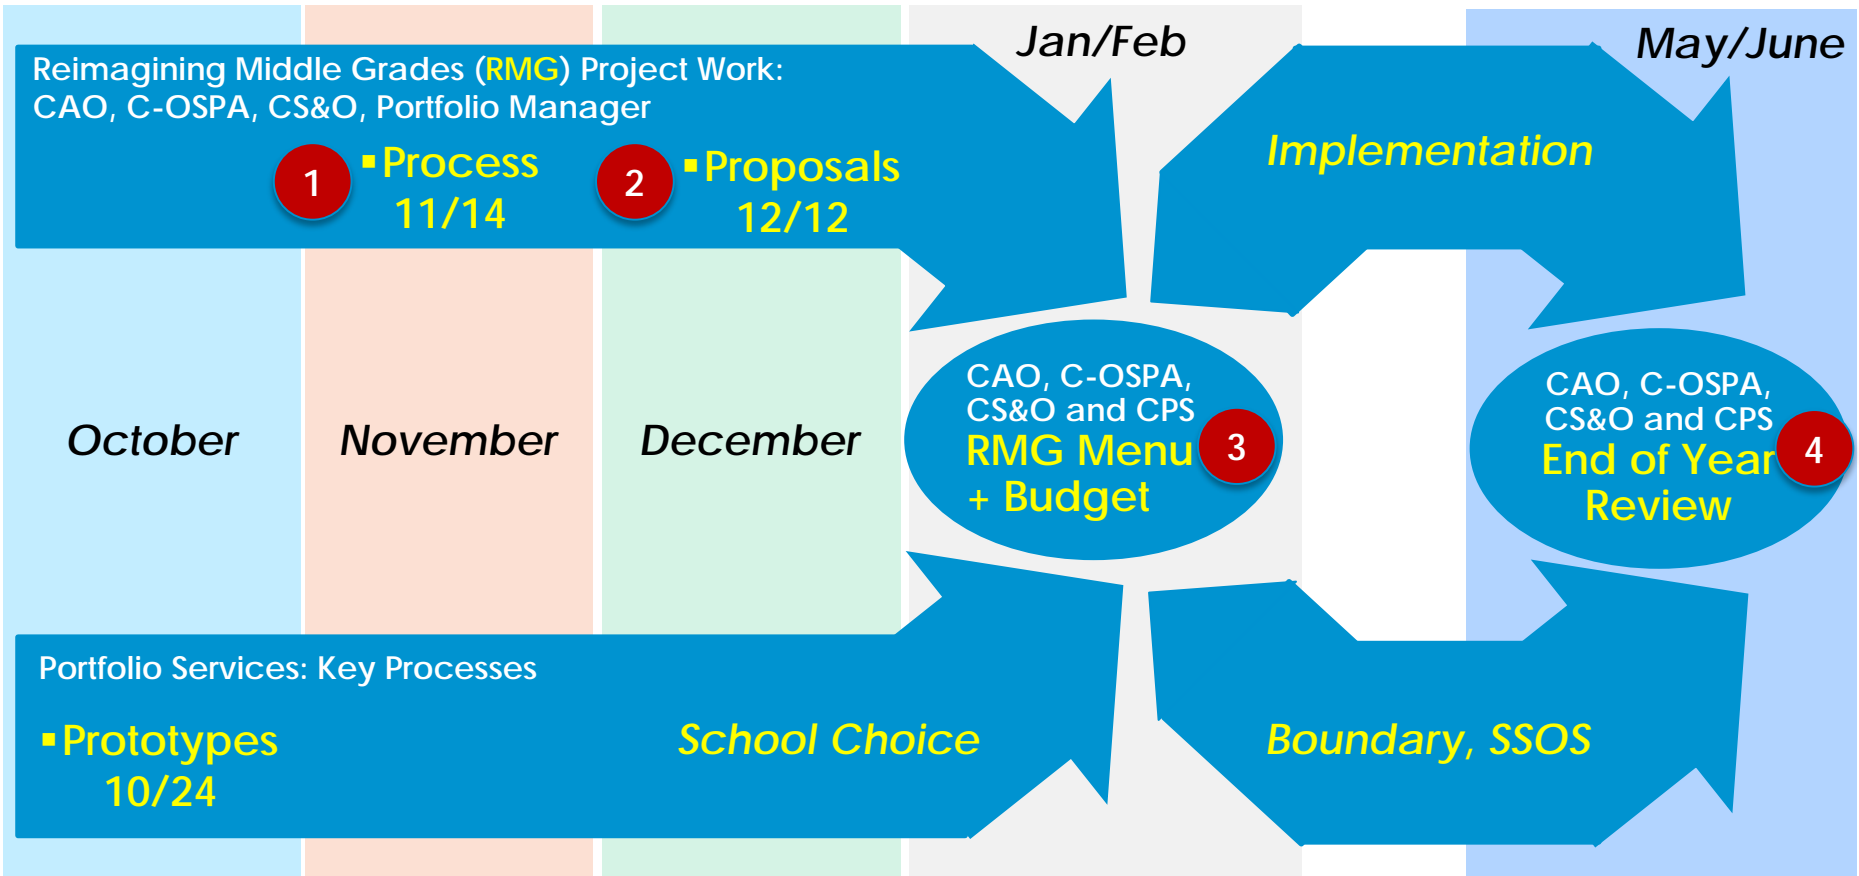 Jan/Feb
May/June
Reimagining Middle Grades (RMG) Project Work:
CAO, C-OSPA, CS&O, Portfolio Manager
1
▪Process
11/14
2
▪Proposals
12/12
Implementation
October
November
December
CAO, C-OSPA,
CS&O and CPS
RMG Menu
+ Budget
3
CAO, C-OSPA,
CS&O and CPS
End of Year
Review
4
Portfolio Services: Key Processes
▪Prototypes
10/24
School Choice
Boundary, SSOS